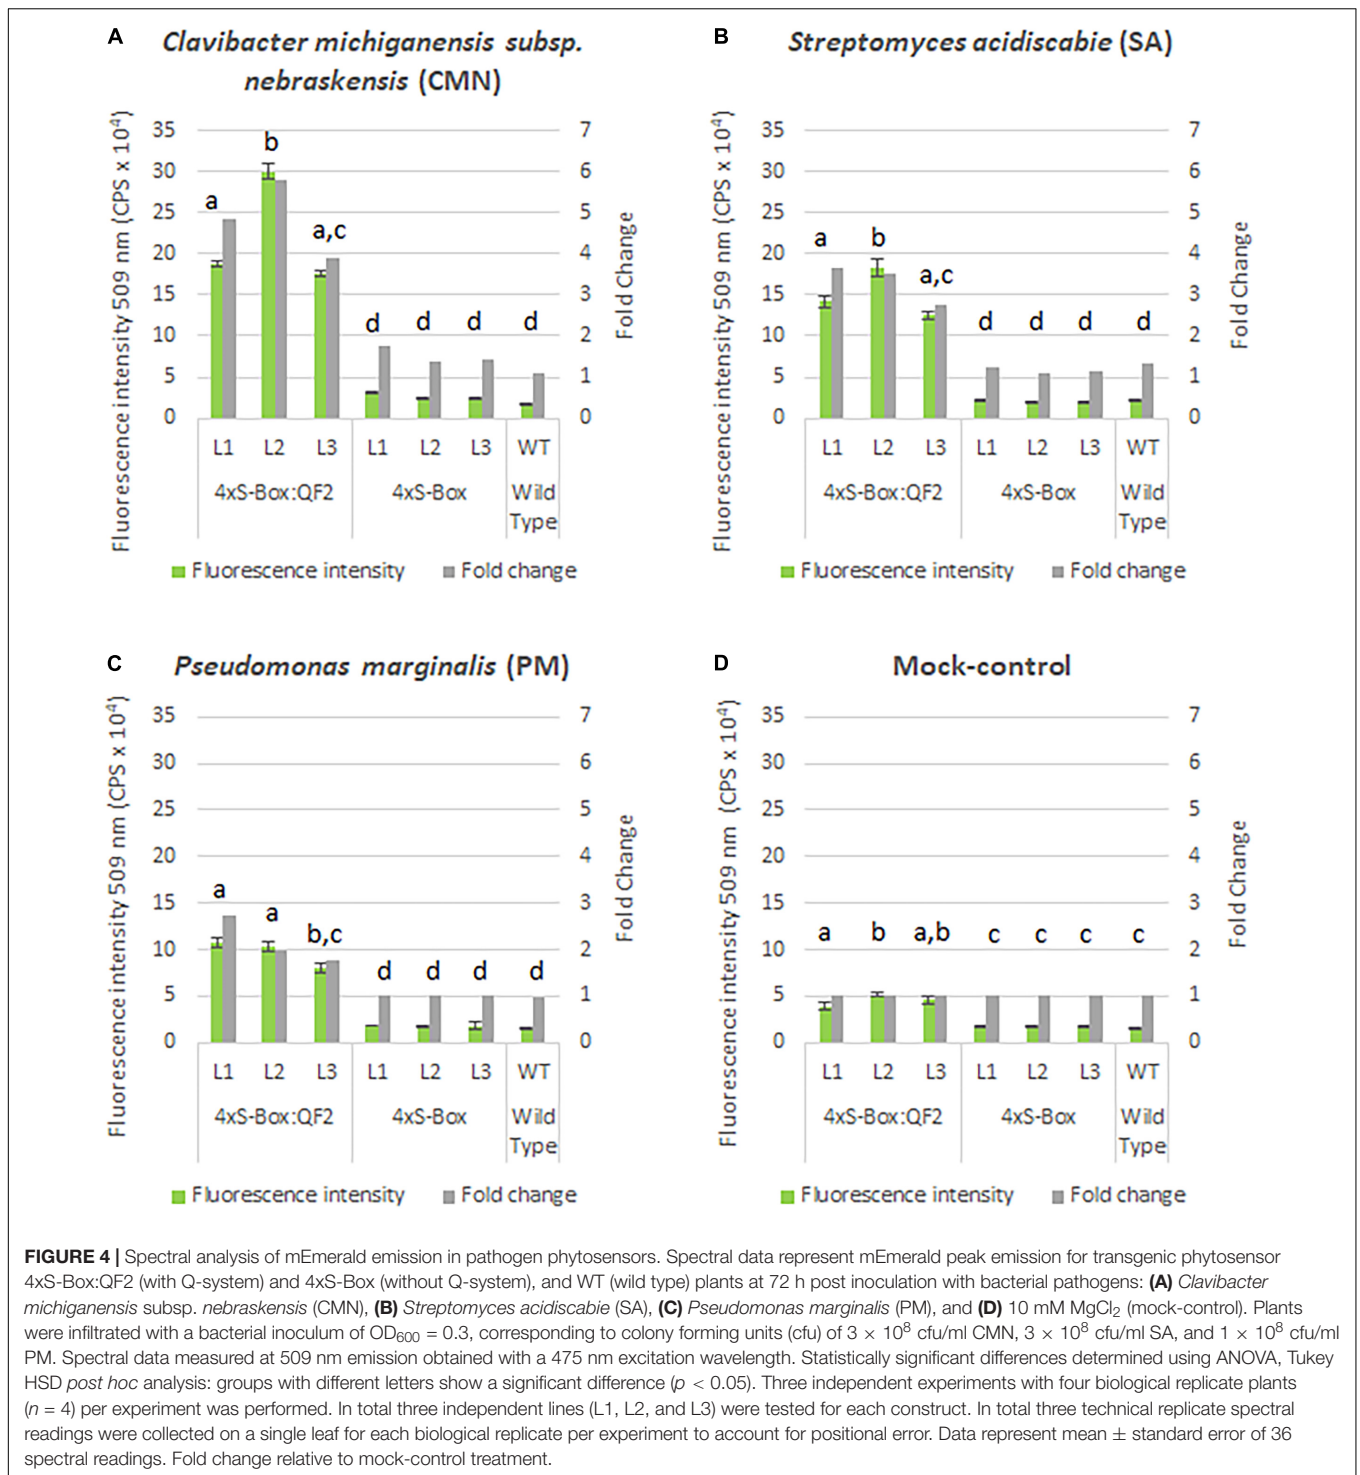 A
Clavibacter michiganensis subsp.
nebraskensis (CMN)
Fluorescence intensity 509 nm (CPS x 10⁴)
35
30
25
20
15
10
5
0
7
6
5
4
3
2
1
0
Fold Change
a
b
a,c
d
d
d
d
L1
L2
L3
L1
L2
L3
WT
4xS-Box:QF2
4xS-Box
Wild
Type
Fluorescence intensity
Fold change
B
Streptomyces acidiscabie (SA)
Fluorescence intensity 509 nm (CPS x 10⁴)
35
30
25
20
15
10
5
0
7
6
5
4
3
2
1
0
Fold Change
a
b
a,c
d
d
d
d
L1
L2
L3
L1
L2
L3
WT
4xS-Box:QF2
4xS-Box
Wild
Type
Fluorescence intensity
Fold change
C
Pseudomonas marginalis (PM)
Fluorescence intensity 509 nm (CPS x 10⁴)
35
30
25
20
15
10
5
0
7
6
5
4
3
2
1
0
Fold Change
a
a
b,c
d
d
d
d
L1
L2
L3
L1
L2
L3
WT
4xS-Box:QF2
4xS-Box
Wild
Type
Fluorescence intensity
Fold change
D
Mock-control
Fluorescence intensity 509 nm (CPS x 10⁴)
35
30
25
20
15
10
5
0
7
6
5
4
3
2
1
0
Fold Change
a
b
a,b
c
c
c
c
L1
L2
L3
L1
L2
L3
WT
4xS-Box:QF2
4xS-Box
Wild
Type
Fluorescence intensity
Fold change
FIGURE 4 | Spectral analysis of mEmerald emission in pathogen phytosensors. Spectral data represent mEmerald peak emission for transgenic phytosensor
4xS-Box:QF2 (with Q-system) and 4xS-Box (without Q-system), and WT (wild type) plants at 72 h post inoculation with bacterial pathogens: (A) Clavibacter
michiganensis subsp. nebraskensis (CMN), (B) Streptomyces acidiscabie (SA), (C) Pseudomonas marginalis (PM), and (D) 10 mM MgCl₂ (mock-control). Plants
were infiltrated with a bacterial inoculum of OD₆₀₀ = 0.3, corresponding to colony forming units (cfu) of 3 × 10⁸ cfu/ml CMN, 3 × 10⁸ cfu/ml SA, and 1 × 10⁸ cfu/ml
PM. Spectral data measured at 509 nm emission obtained with a 475 nm excitation wavelength. Statistically significant differences determined using ANOVA, Tukey
HSD post hoc analysis: groups with different letters show a significant difference (p < 0.05). Three independent experiments with four biological replicate plants
(n = 4) per experiment was performed. In total three independent lines (L1, L2, and L3) were tested for each construct. In total three technical replicate spectral
readings were collected on a single leaf for each biological replicate per experiment to account for positional error. Data represent mean ± standard error of 36
spectral readings. Fold change relative to mock-control treatment.